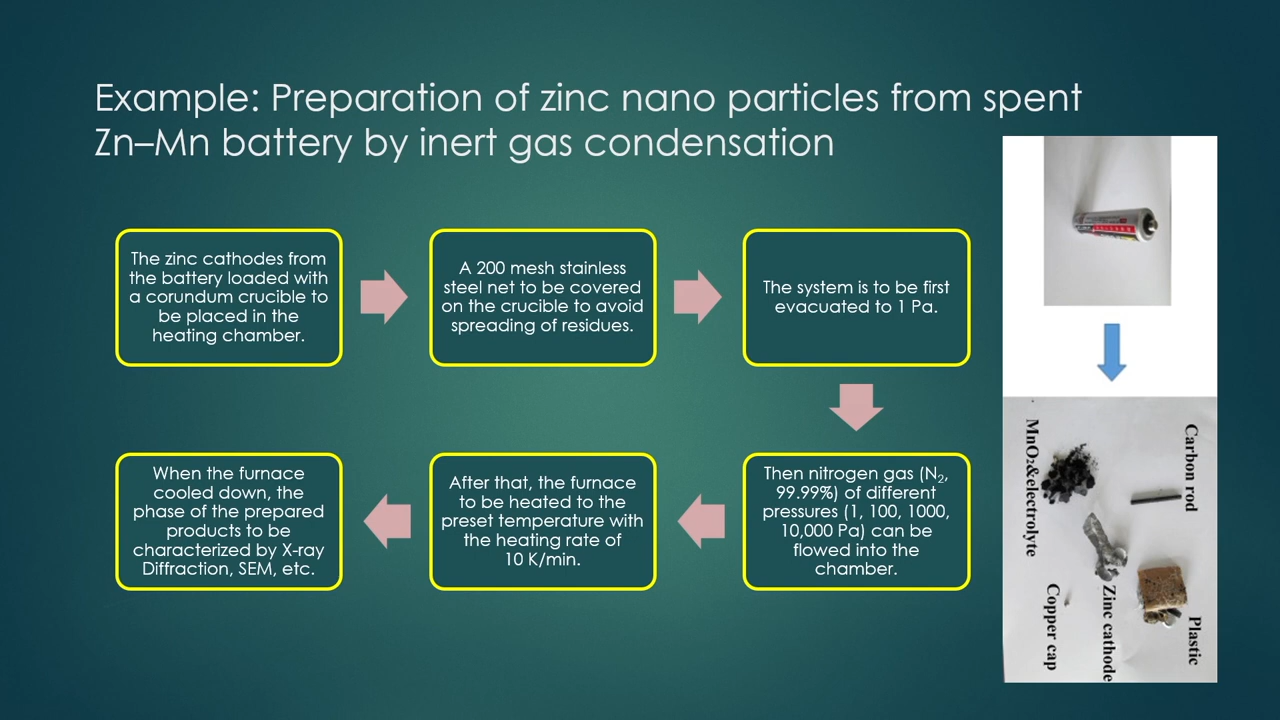 Example: Preparation of zinc nano particles from spent
Zn–Mn battery by inert gas condensation
The zinc cathodes from
the battery loaded with
a corundum crucible to
be placed in the
heating chamber.
A 200 mesh stainless
steel net to be covered
on the crucible to avoid
spreading of residues.
The system is to be first
evacuated to 1 Pa.
Then nitrogen gas (N₂,
99.99%) of different
pressures (1, 100, 1000,
10,000 Pa) can be
flowed into the
chamber.
After that, the furnace
to be heated to the
preset temperature with
the heating rate of
10 K/min.
When the furnace
cooled down, the
phase of the prepared
products to be
characterized by X-ray
Diffraction, SEM, etc.
Carbon rod
MnO₂&electrolyte
Plastic
Zinc cathode
Copper cap